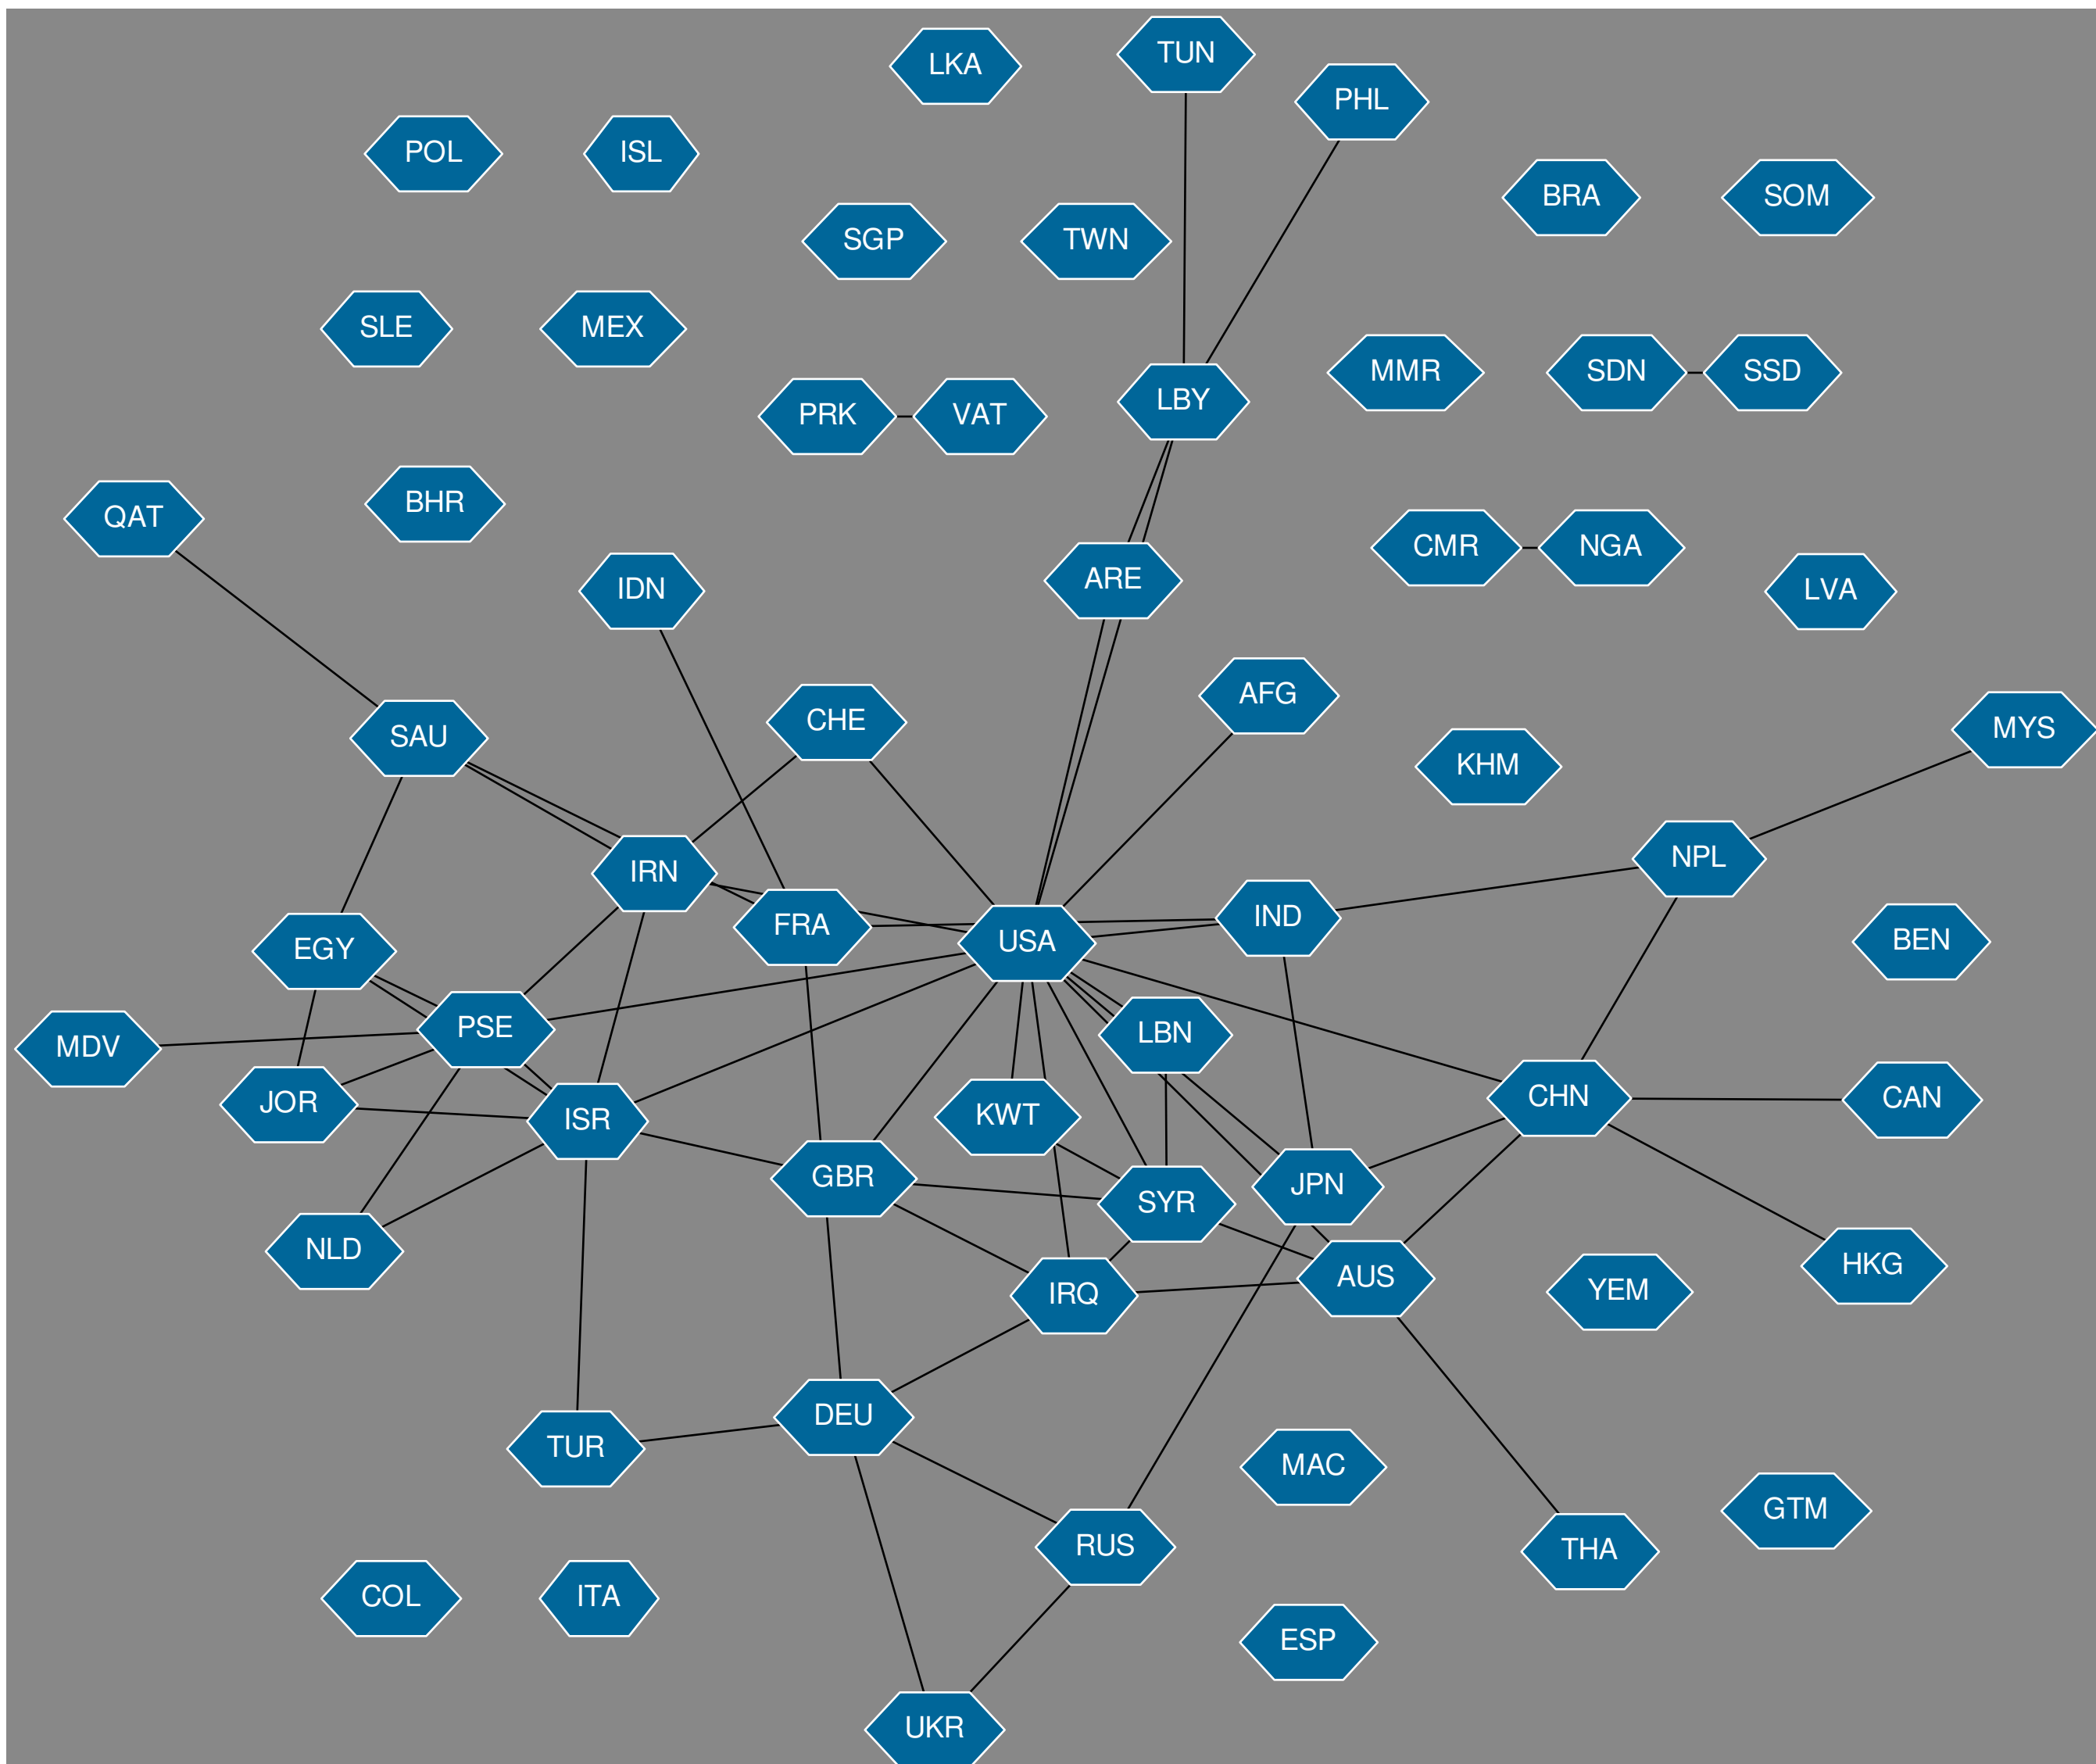 TUN
LKA
PHL
POL
ISL
BRA
SOM
SGP
TWN
SLE
MEX
MMR
SDN
SSD
LBY
PRK
VAT
BHR
QAT
CMR
NGA
ARE
IDN
LVA
AFG
CHE
MYS
SAU
KHM
NPL
IRN
IND
FRA
USA
BEN
EGY
PSE
LBN
MDV
CHN
CAN
JOR
KWT
ISR
GBR
JPN
SYR
NLD
HKG
AUS
YEM
IRQ
DEU
TUR
MAC
GTM
RUS
THA
COL
ITA
ESP
UKR